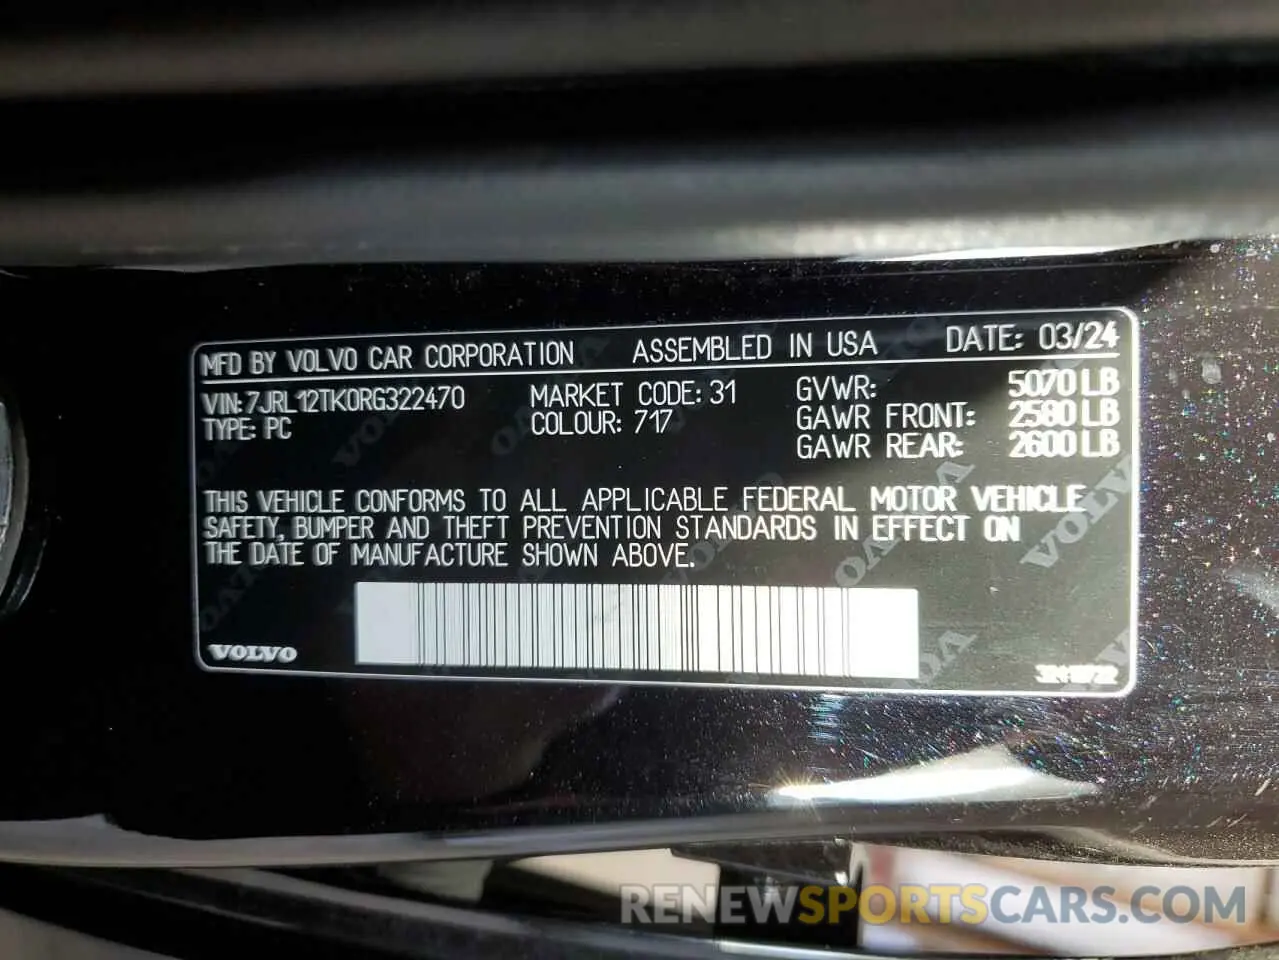 MFD BY VOLVO CAR CORPORATION ASSEMBLED IN USA DATE: 03/24
VIN:7JRL12TK0RG322470 MARKET CODE: 31 GVWR: 5070 LB
TYPE: PC COLOUR: 717 GAWR FRONT: 2580 LB
GAWR REAR: 2600 LB
THIS VEHICLE CONFORMS TO ALL APPLICABLE FEDERAL MOTOR VEHICLE
SAFETY, BUMPER AND THEFT PREVENTION STANDARDS IN EFFECT ON
THE DATE OF MANUFACTURE SHOWN ABOVE.
VOLVO
RENEWSPORTSCARS.COM